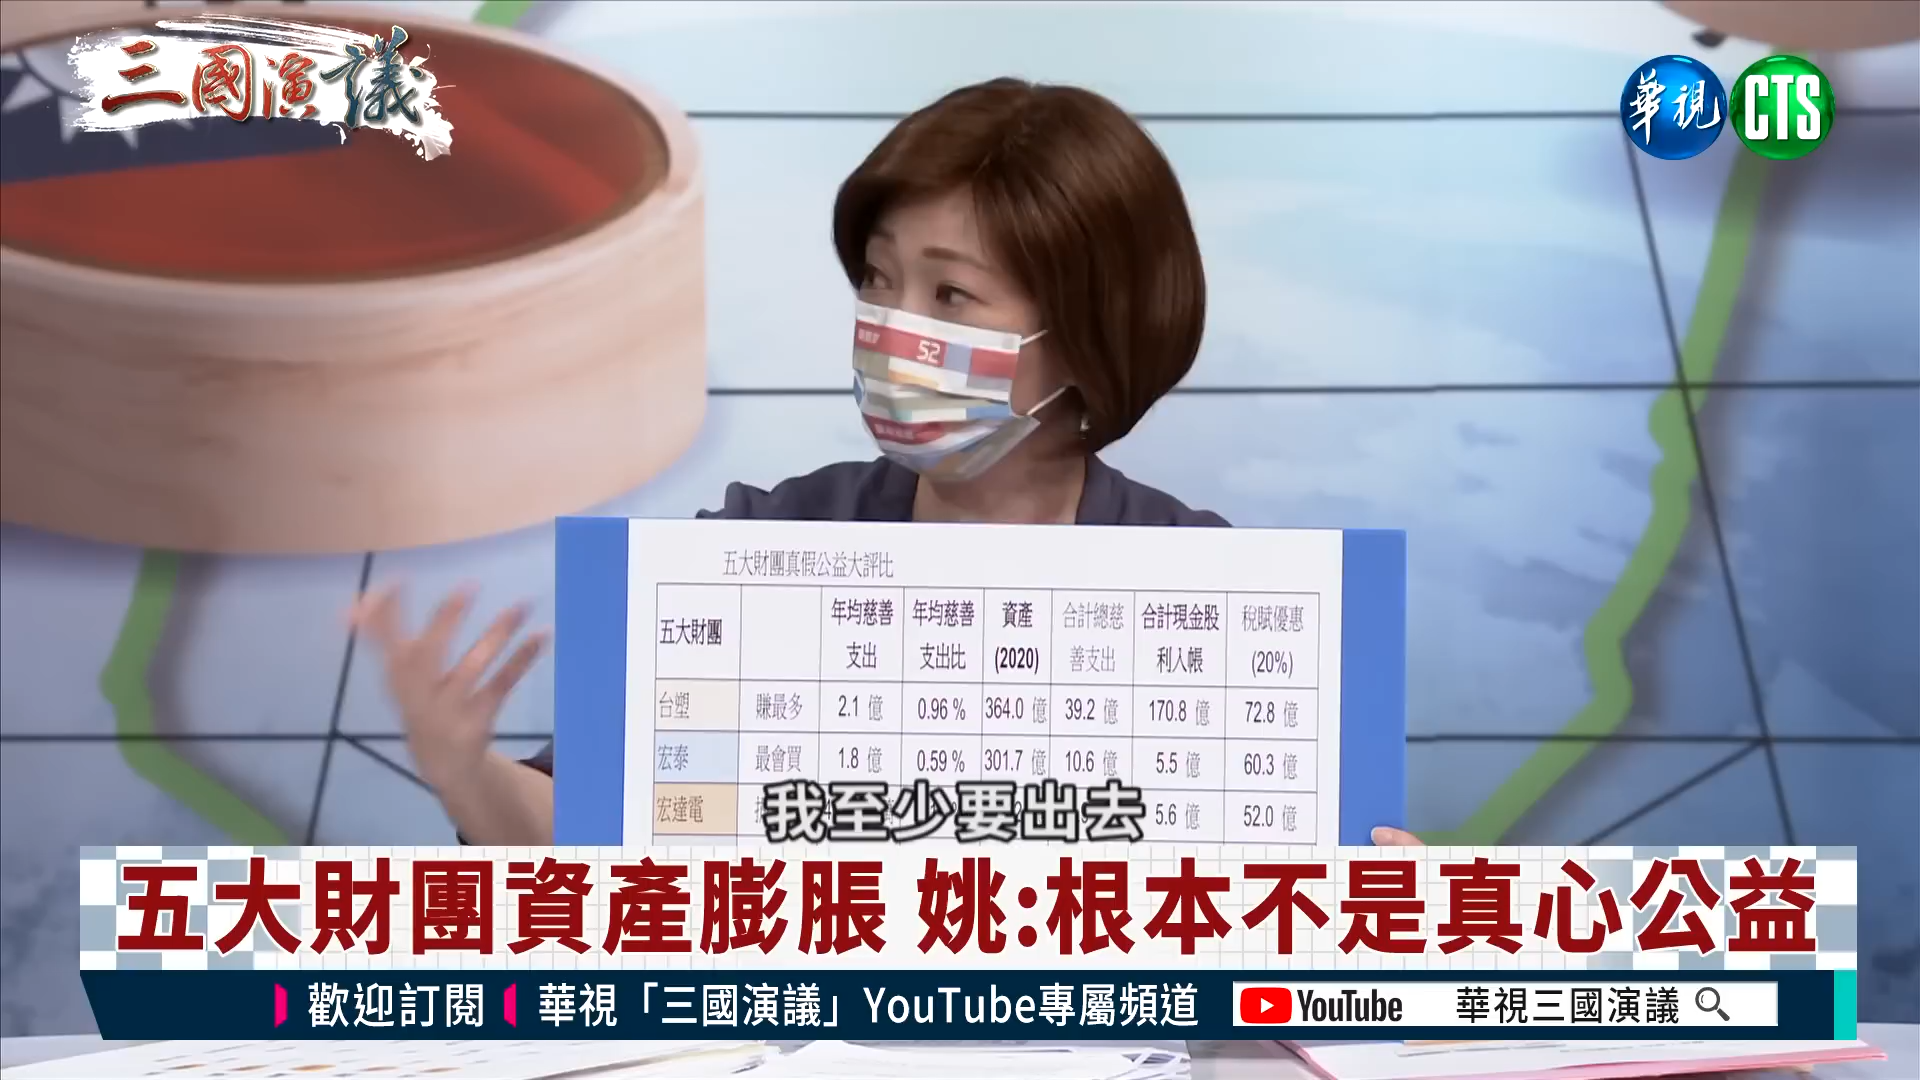 三國演議
華視 CTS
52
五大財團真假公益大評比
五大財團 年均慈善支出 年均慈善支出比 資產(2020) 合計總慈善支出 合計現金股利入帳 稅賦優惠(20%)
台塑 賺最多 2.1 億 0.96 % 364.0 億 39.2 億 170.8 億 72.8 億
宏泰 最會買 1.8 億 0.59 % 301.7 億 10.6 億 5.5 億 60.3 億
宏達電 5.6 億 52.0 億
我至少要出去
五大財團資產膨脹 姚:根本不是真心公益
歡迎訂閱 華視「三國演議」YouTube專屬頻道
YouTube 華視三國演議